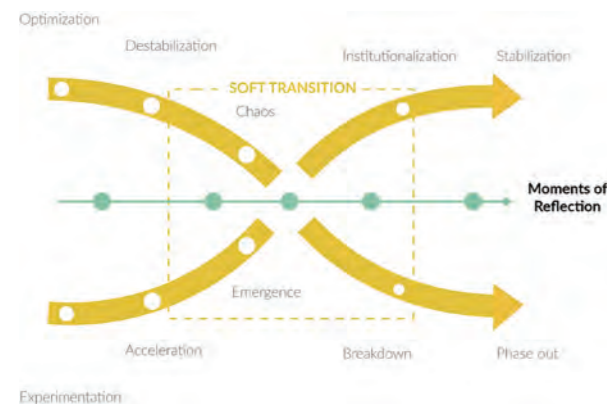 Optimization
Destabilization
Institutionalization
Stabilization
SOFT TRANSITION
Chaos
Moments of
Reflection
Emergence
Acceleration
Breakdown
Phase out
Experimentation